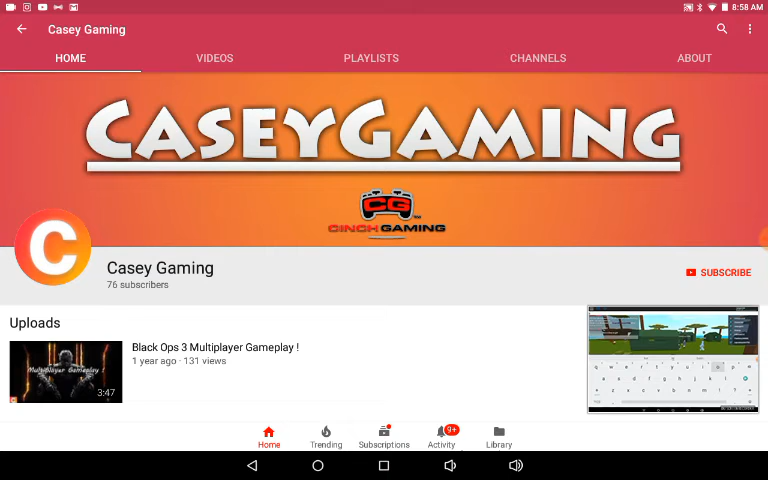 8:58 AM
Casey Gaming
HOME VIDEOS PLAYLISTS CHANNELS ABOUT
CASEYGAMING
CG
CINCH GAMING
C
Casey Gaming
76 subscribers
SUBSCRIBE
Uploads
Black Ops 3 Multiplayer Gameplay !
1 year ago · 131 views
Multiplayer Gameplay !
3:47
9+
Home Trending Subscriptions Activity Library